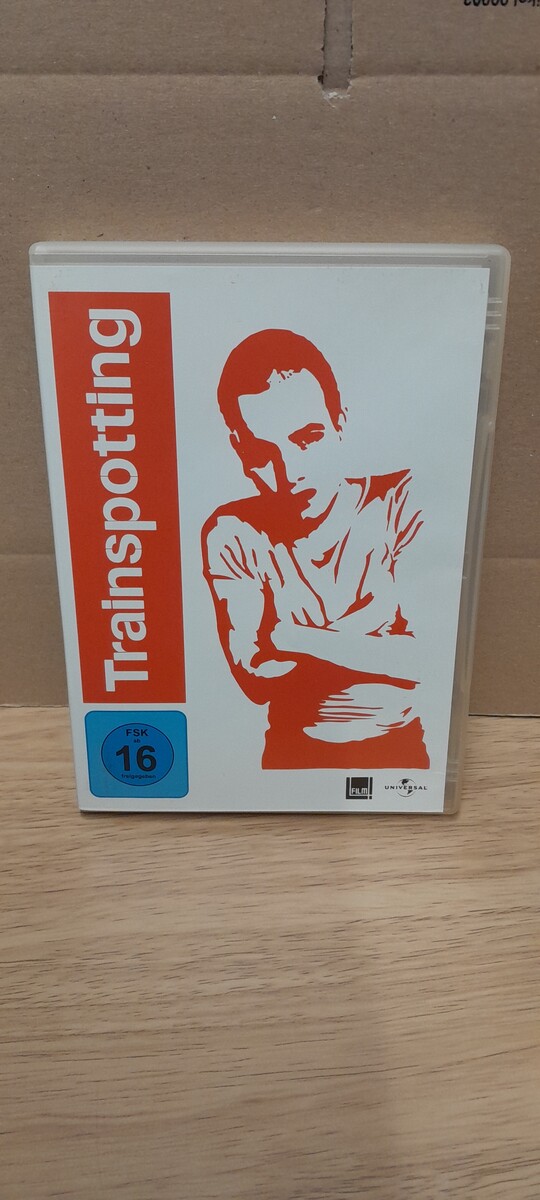 Trainspotting
FSK
ab
16
freigegeben
FILM!
UNIVERSAL